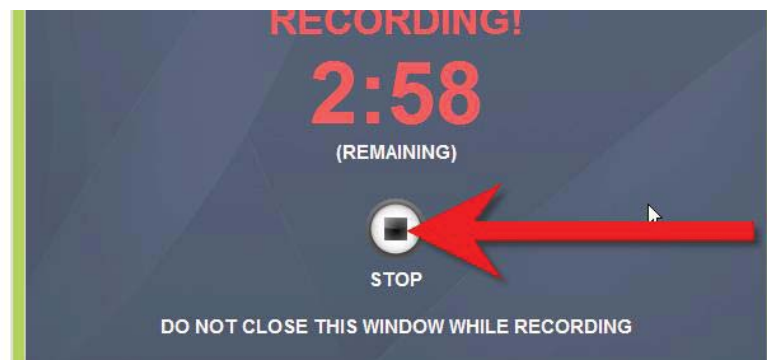 RECORDING!
2:58
(REMAINING)
STOP
DO NOT CLOSE THIS WINDOW WHILE RECORDING